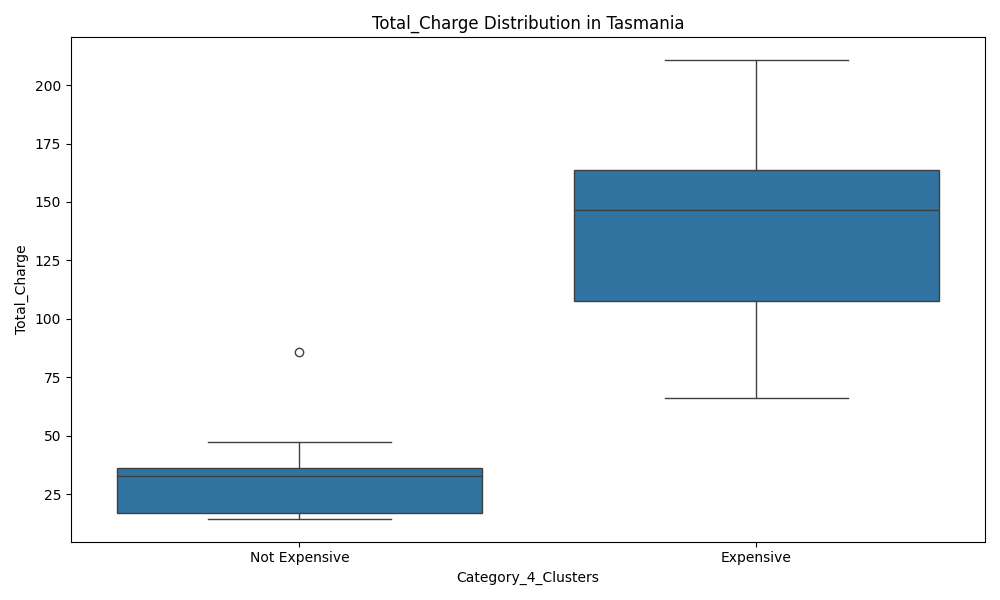 Total_Charge Distribution in Tasmania
Total_Charge
200
175
150
125
100
75
50
25
Not Expensive
Expensive
Category_4_Clusters